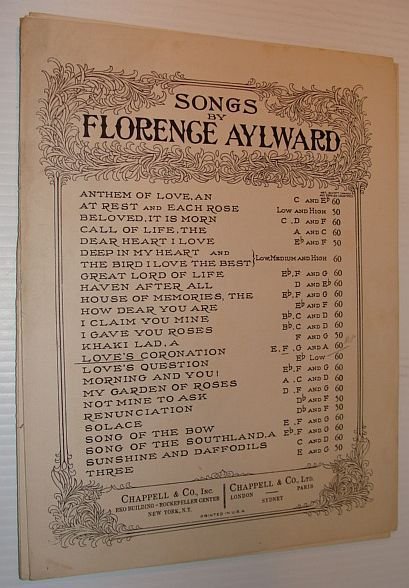 SONGS
BY
FLORENCE AYLWARD
ANTHEM OF LOVE, AN C AND E♭ 60
AT REST AND EACH ROSE LOW AND HIGH 50
BELOVED, IT IS MORN C, D AND F 60
CALL OF LIFE, THE A AND C 60
DEAR HEART I LOVE E♭ AND F 50
DEEP IN MY HEART AND
THE BIRD I LOVE THE BEST } LOW, MEDIUM AND HIGH 60
GREAT LORD OF LIFE E♭, F AND G 60
HAVEN AFTER ALL D AND E♭ 60
HOUSE OF MEMORIES, THE E♭, F AND G 60
HOW DEAR YOU ARE E♭ AND F 60
I CLAIM YOU MINE B♭, C AND D 60
I GAVE YOU ROSES B♭, C AND D 60
KHAKI LAD, A F AND G 50
LOVE'S CORONATION E, F, G AND A 60
LOVE'S QUESTION E♭ LOW 60
MORNING AND YOU! E♭, F AND G 60
MY GARDEN OF ROSES A, C AND D 60
NOT MINE TO ASK D, F AND G 60
RENUNCIATION D♭ AND F 50
SOLACE D♭ AND F 50
SONG OF THE BOW E, F AND G 60
SONG OF THE SOUTHLAND, A E♭, F AND G 60
SUNSHINE AND DAFFODILS C AND D 60
THREE E AND G 50
CHAPPELL & CO., INC.
RKO BUILDING - ROCKEFELLER CENTER
NEW YORK, N.Y.
CHAPPELL & CO., LTD.
LONDON PARIS
SYDNEY
PRINTED IN U.S.A.